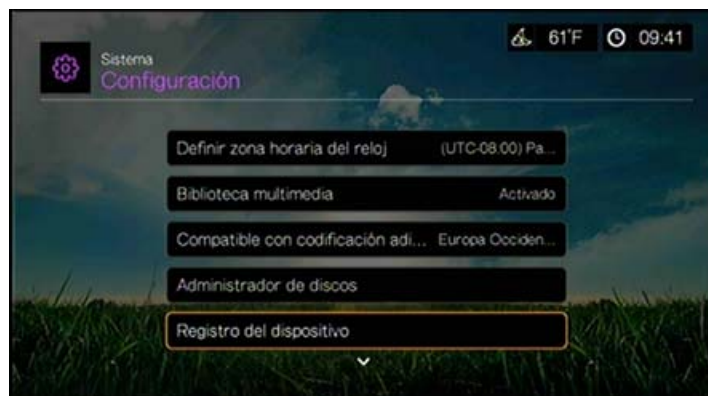 61°F 09:41
Sistema
Configuración
Definir zona horaria del reloj (UTC-08:00) Pa...
Biblioteca multimedia Activado
Compatible con codificación adi... Europa Occiden...
Administrador de discos
Registro del dispositivo